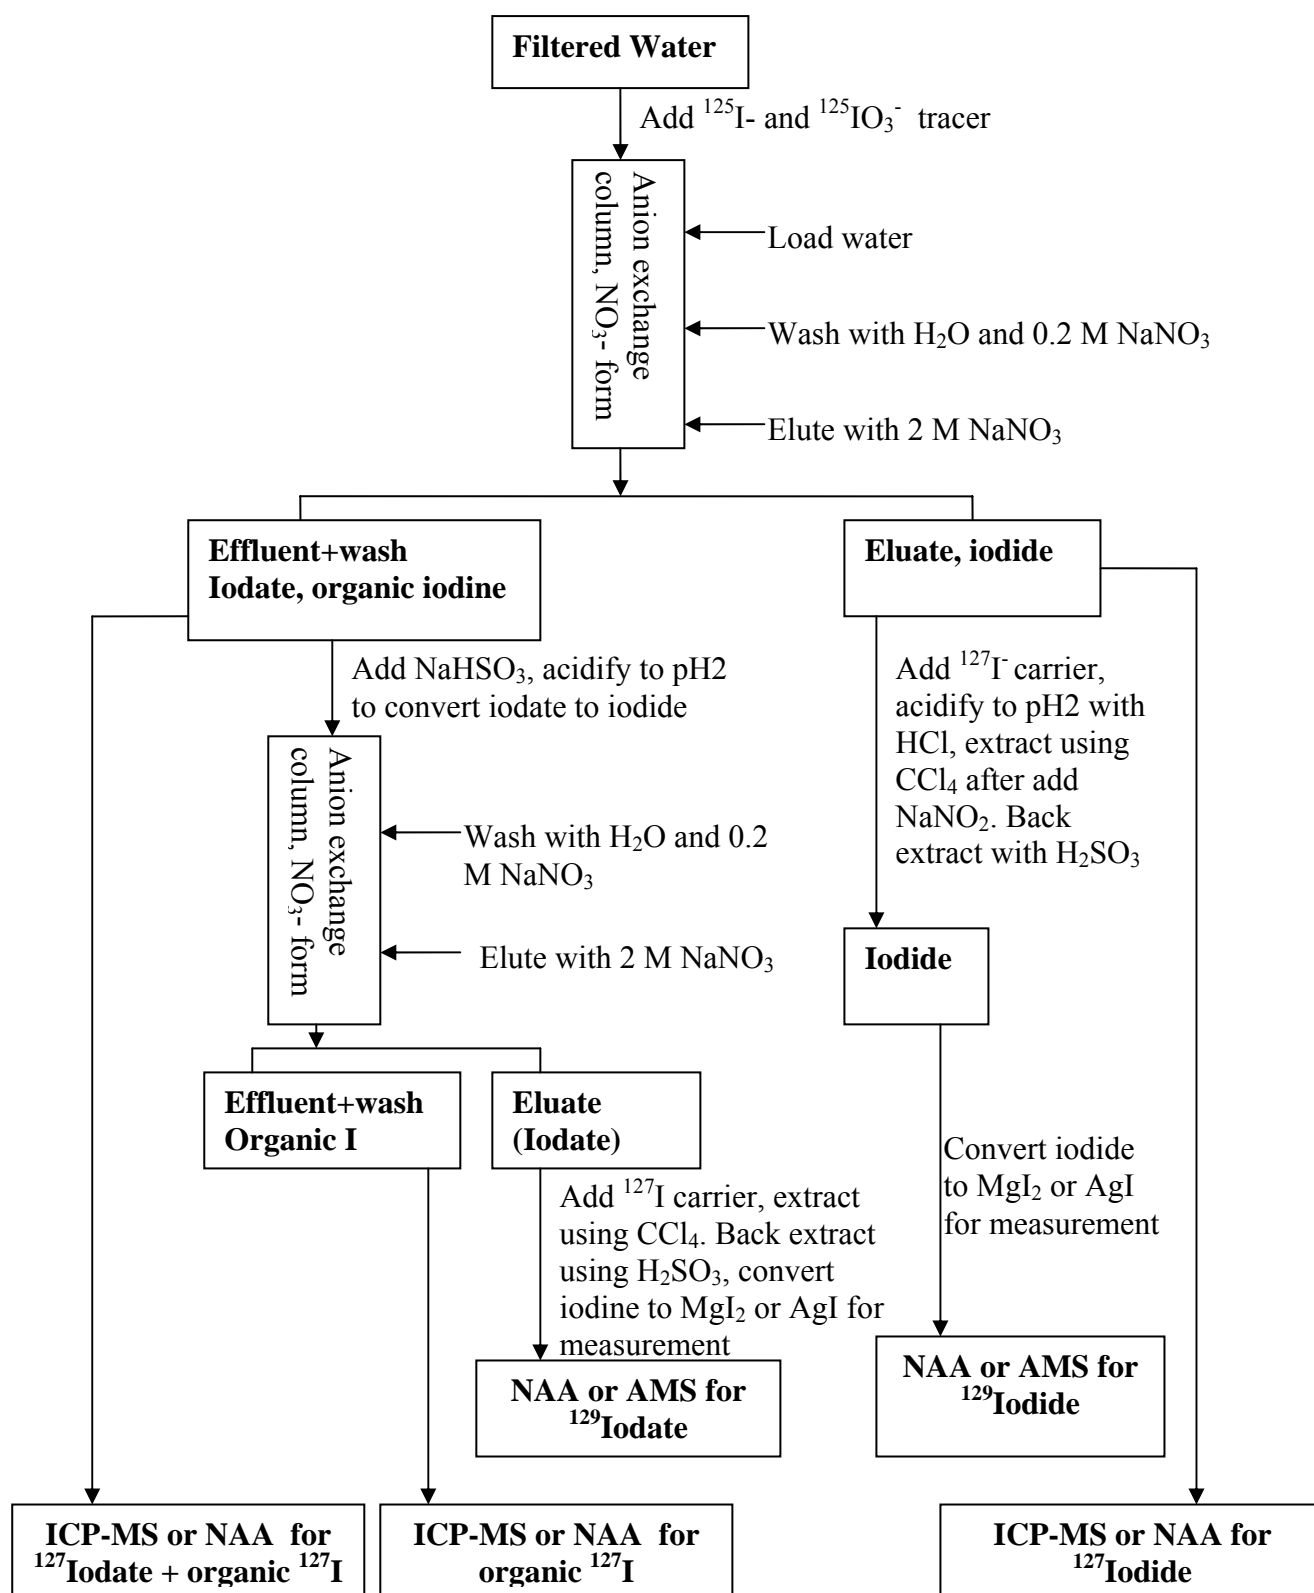 Filtered Water
Add ¹²⁵I- and ¹²⁵IO₃⁻ tracer
Anion exchange
column, NO₃- form
Load water
Wash with H₂O and 0.2 M NaNO₃
Elute with 2 M NaNO₃
Effluent+wash
Iodate, organic iodine
Eluate, iodide
Add NaHSO₃, acidify to pH2
to convert iodate to iodide
Add ¹²⁷I⁻ carrier,
acidify to pH2 with
HCl, extract using
CCl₄ after add
NaNO₂. Back
extract with H₂SO₃
Anion exchange
column, NO₃- form
Wash with H₂O and 0.2
M NaNO₃
Elute with 2 M NaNO₃
Iodide
Effluent+wash
Organic I
Eluate
(Iodate)
Convert iodide
to MgI₂ or AgI
for measurement
Add ¹²⁷I carrier, extract
using CCl₄. Back extract
using H₂SO₃, convert
iodine to MgI₂ or AgI for
measurement
NAA or AMS for
¹²⁹Iodate
NAA or AMS for
¹²⁹Iodide
ICP-MS or NAA for
¹²⁷Iodate + organic ¹²⁷I
ICP-MS or NAA for
organic ¹²⁷I
ICP-MS or NAA for
¹²⁷Iodide